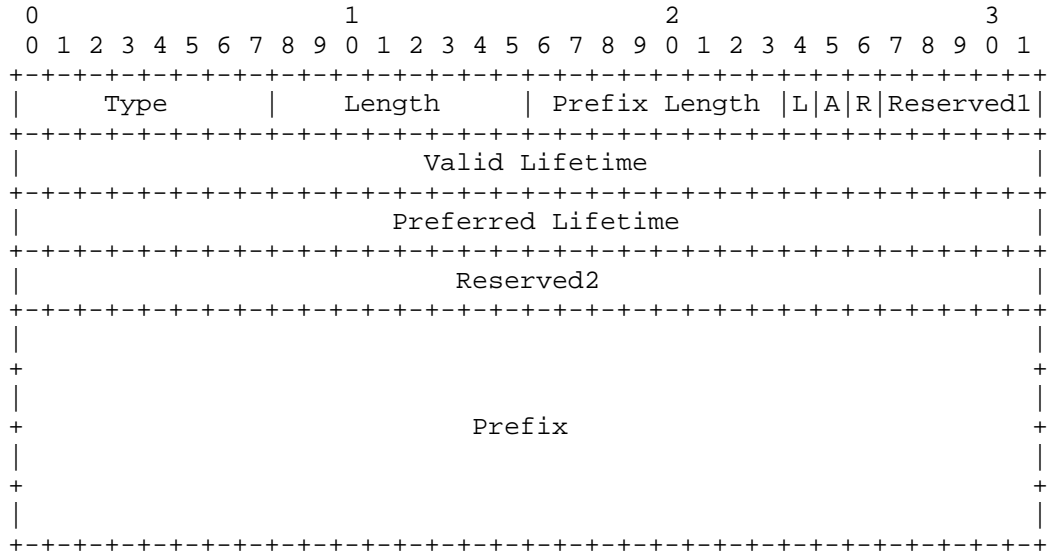 0                   1                   2                   3
 0 1 2 3 4 5 6 7 8 9 0 1 2 3 4 5 6 7 8 9 0 1 2 3 4 5 6 7 8 9 0 1
+-+-+-+-+-+-+-+-+-+-+-+-+-+-+-+-+-+-+-+-+-+-+-+-+-+-+-+-+-+-+-+-+
|     Type      |    Length     | Prefix Length |L|A|R|Reserved1|
+-+-+-+-+-+-+-+-+-+-+-+-+-+-+-+-+-+-+-+-+-+-+-+-+-+-+-+-+-+-+-+-+
|                         Valid Lifetime                        |
+-+-+-+-+-+-+-+-+-+-+-+-+-+-+-+-+-+-+-+-+-+-+-+-+-+-+-+-+-+-+-+-+
|                       Preferred Lifetime                      |
+-+-+-+-+-+-+-+-+-+-+-+-+-+-+-+-+-+-+-+-+-+-+-+-+-+-+-+-+-+-+-+-+
|                           Reserved2                           |
+-+-+-+-+-+-+-+-+-+-+-+-+-+-+-+-+-+-+-+-+-+-+-+-+-+-+-+-+-+-+-+-+
|                                                               |
+                                                               +
|                                                               |
+                            Prefix                             +
|                                                               |
+                                                               +
|                                                               |
+-+-+-+-+-+-+-+-+-+-+-+-+-+-+-+-+-+-+-+-+-+-+-+-+-+-+-+-+-+-+-+-+